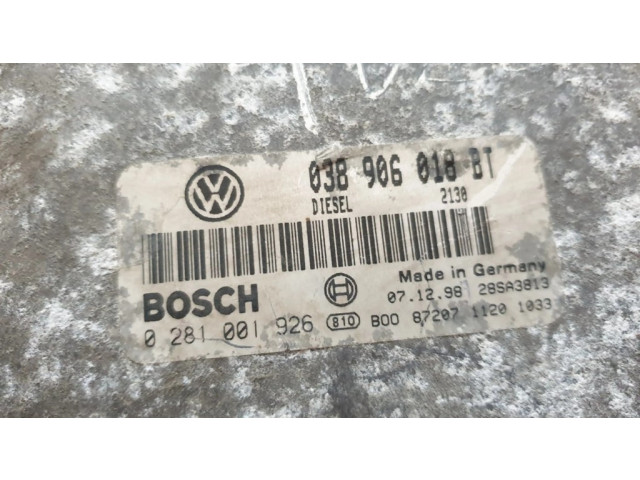 038 906 018 BT
DIESEL 2130
Made in Germany
BOSCH 07.12.98 28SA3813
0 281 001 926 810 B00 87207 1120 1033